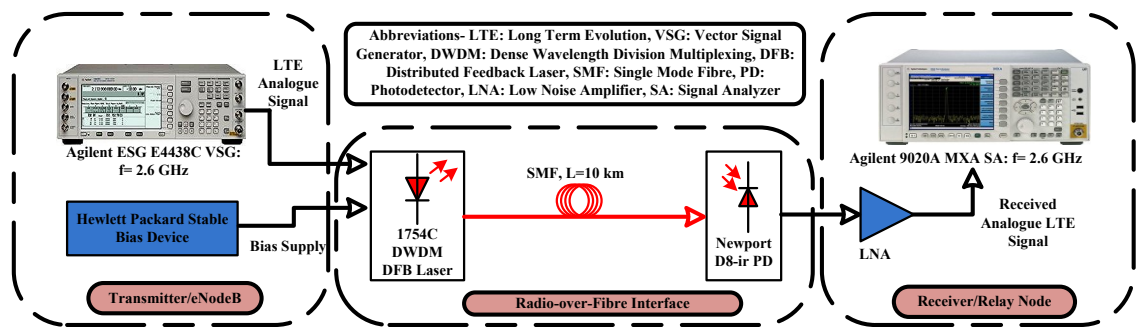 Abbreviations- LTE: Long Term Evolution, VSG: Vector Signal
Generator, DWDM: Dense Wavelength Division Multiplexing, DFB:
Distributed Feedback Laser, SMF: Single Mode Fibre, PD:
Photodetector, LNA: Low Noise Amplifier, SA: Signal Analyzer
LTE
Analogue
Signal
Agilent ESG E4438C VSG:
f= 2.6 GHz
Hewlett Packard Stable
Bias Device
Bias Supply
Transmitter/eNodeB
1754C
DWDM
DFB Laser
SMF, L=10 km
Newport
D8-ir PD
Radio-over-Fibre Interface
Agilent 9020A MXA SA: f= 2.6 GHz
LNA
Received
Analogue LTE
Signal
Receiver/Relay Node